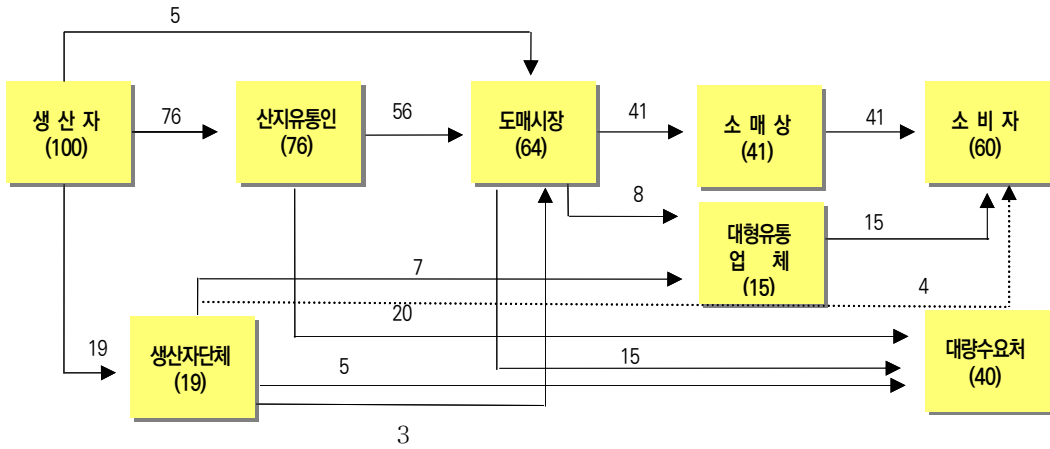 5
생 산 자
(100)
76
산지유통인
(76)
56
도매시장
(64)
41
소 매 상
(41)
41
소 비 자
(60)
8
대형유통
업 체
(15)
15
7
4
20
19
생산자단체
(19)
5
15
대량수요처
(40)
3